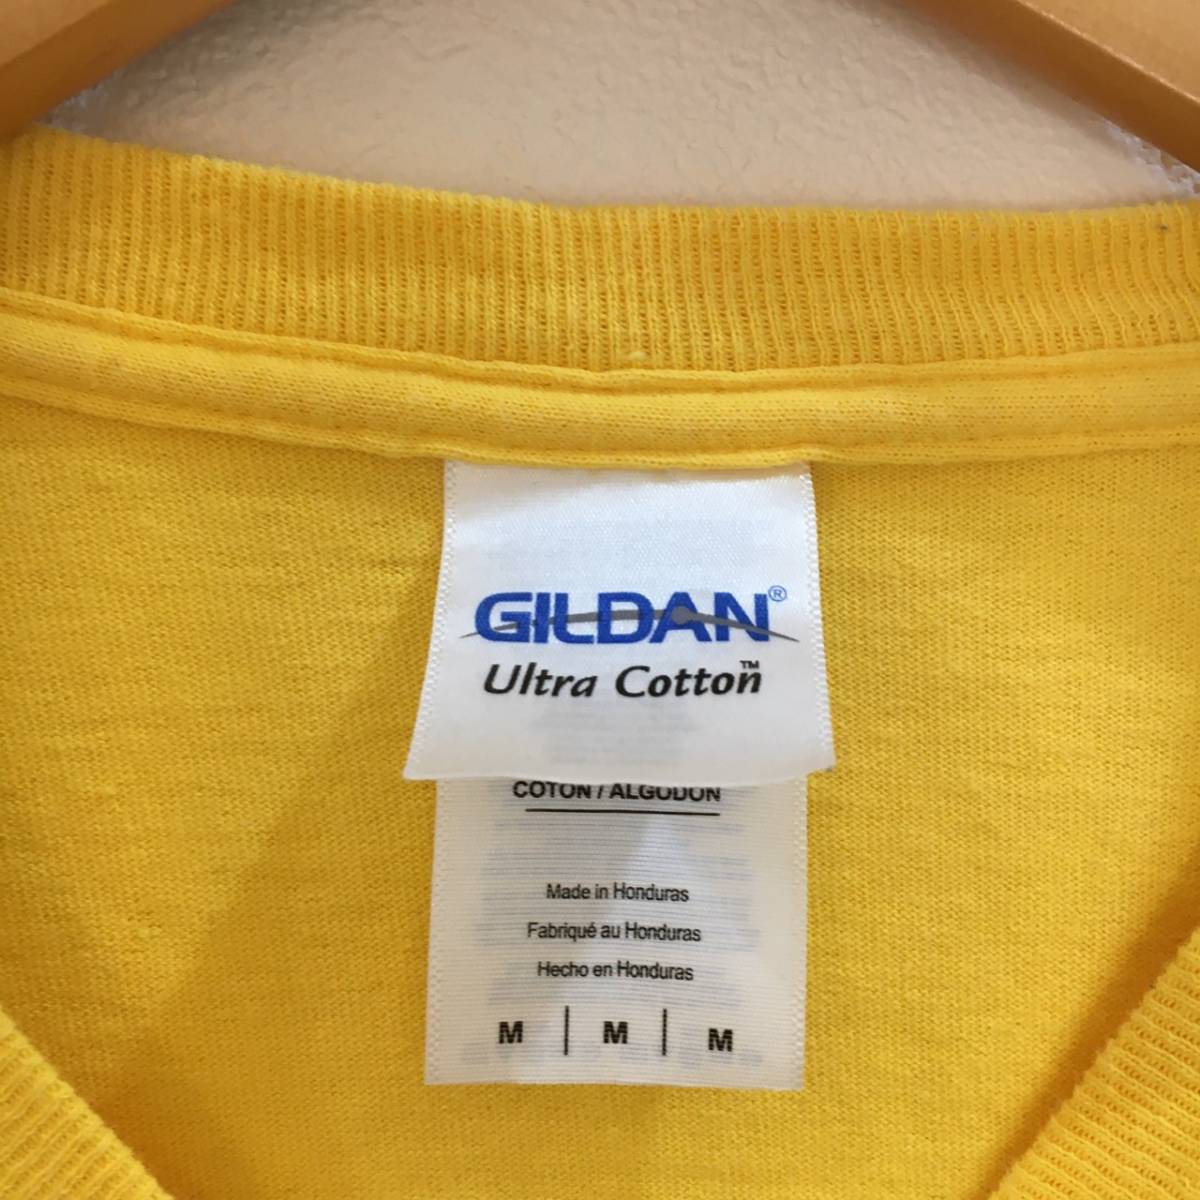 GILDAN®
Ultra Cotton™
COTON / ALGODON
Made in Honduras
Fabriqué au Honduras
Hecho en Honduras
M | M | M